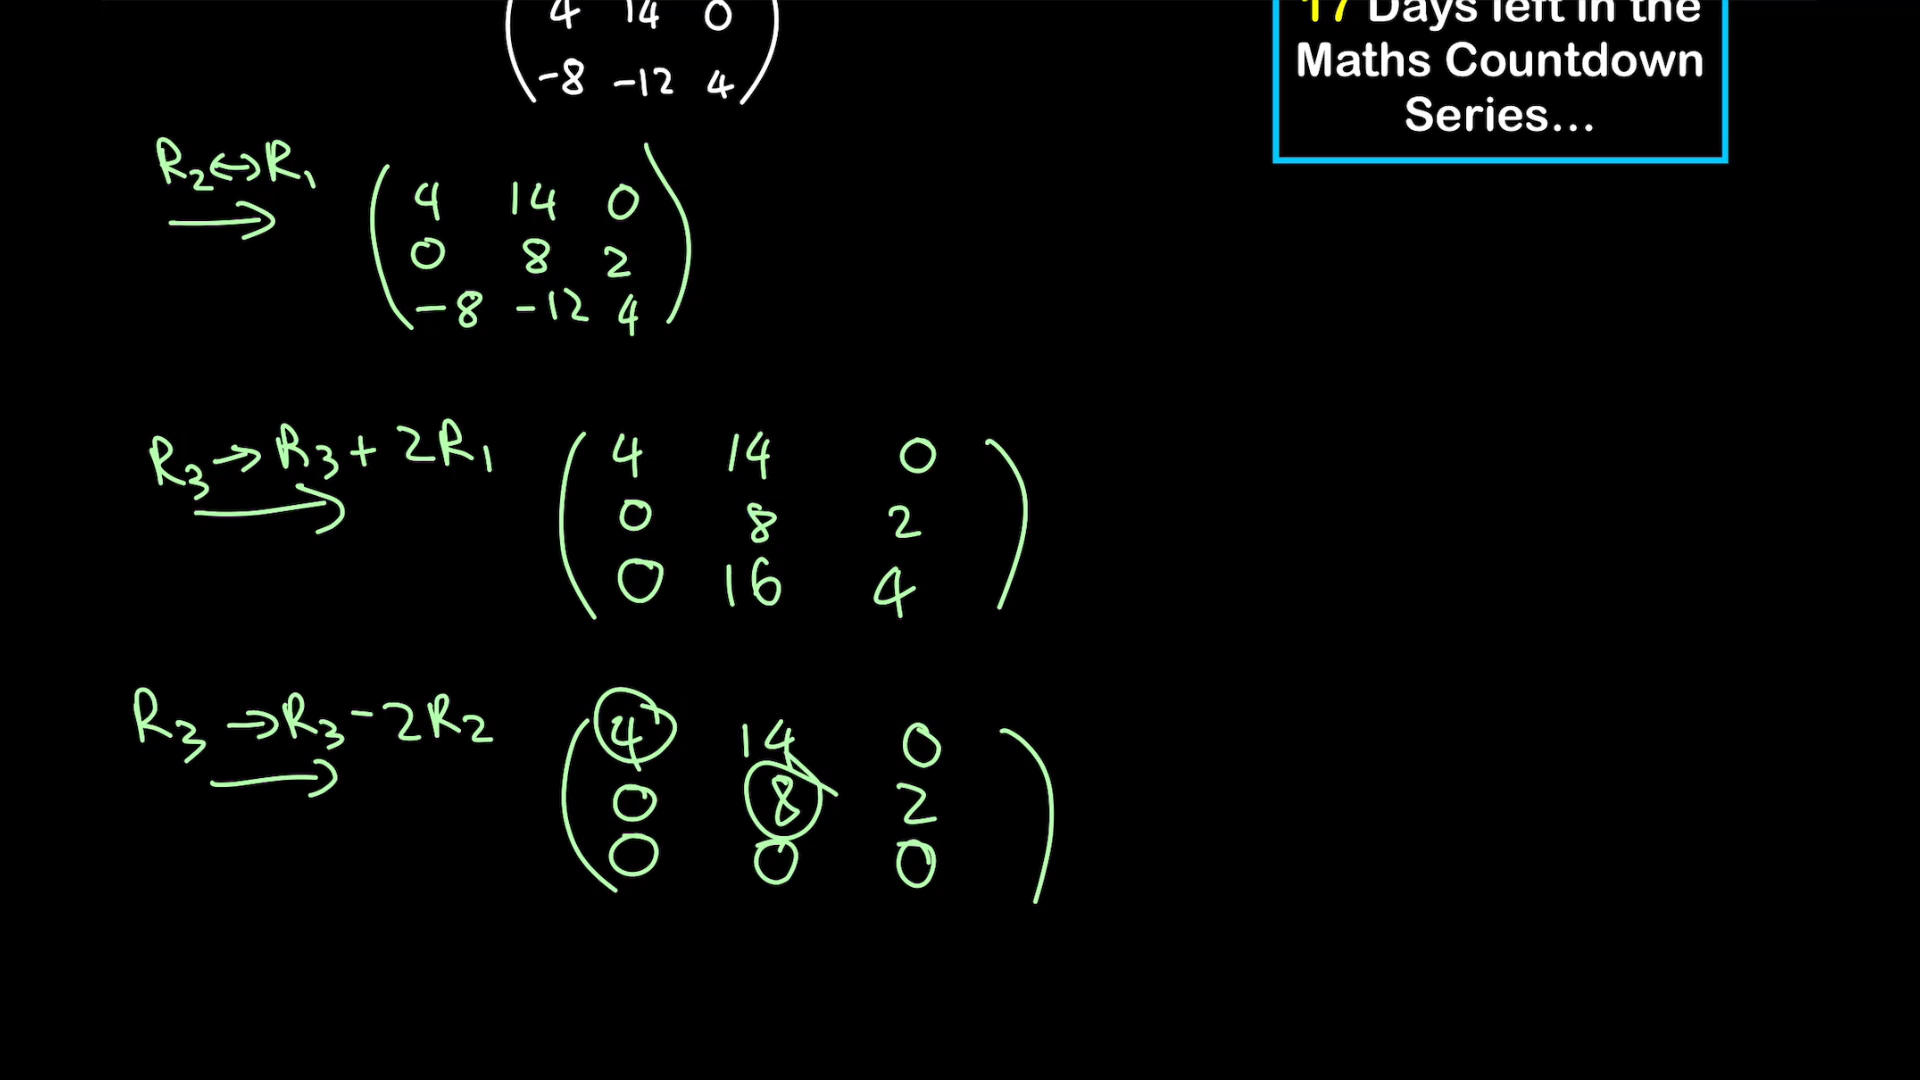 4 14 0
-8 -12 4
17 Days left in the
Maths Countdown
Series...
R₂↔R₁
4 14 0
0 8 2
-8 -12 4
R₃→R₃+2R₁
4 14 0
0 8 2
0 16 4
R₃→R₃-2R₂
4 14 0
0 8 2
0 0 0